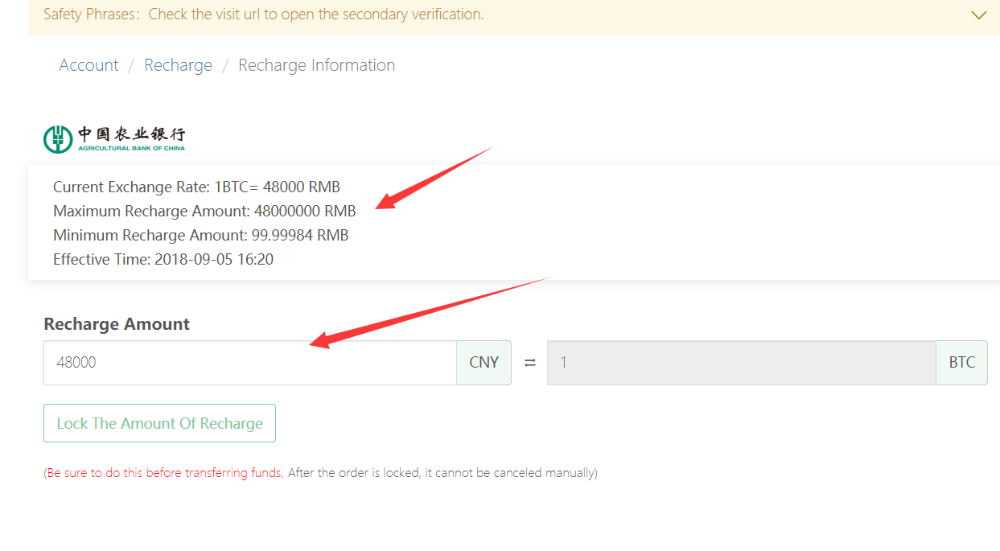 Safety Phrases： Check the visit url to open the secondary verification.
Account / Recharge / Recharge Information
中国农业银行
AGRICULTURAL BANK OF CHINA
Current Exchange Rate: 1BTC= 48000 RMB
Maximum Recharge Amount: 48000000 RMB
Minimum Recharge Amount: 99.99984 RMB
Effective Time: 2018-09-05 16:20
Recharge Amount
48000 CNY ⇄ 1 BTC
Lock The Amount Of Recharge
(Be sure to do this before transferring funds, After the order is locked, it cannot be canceled manually)